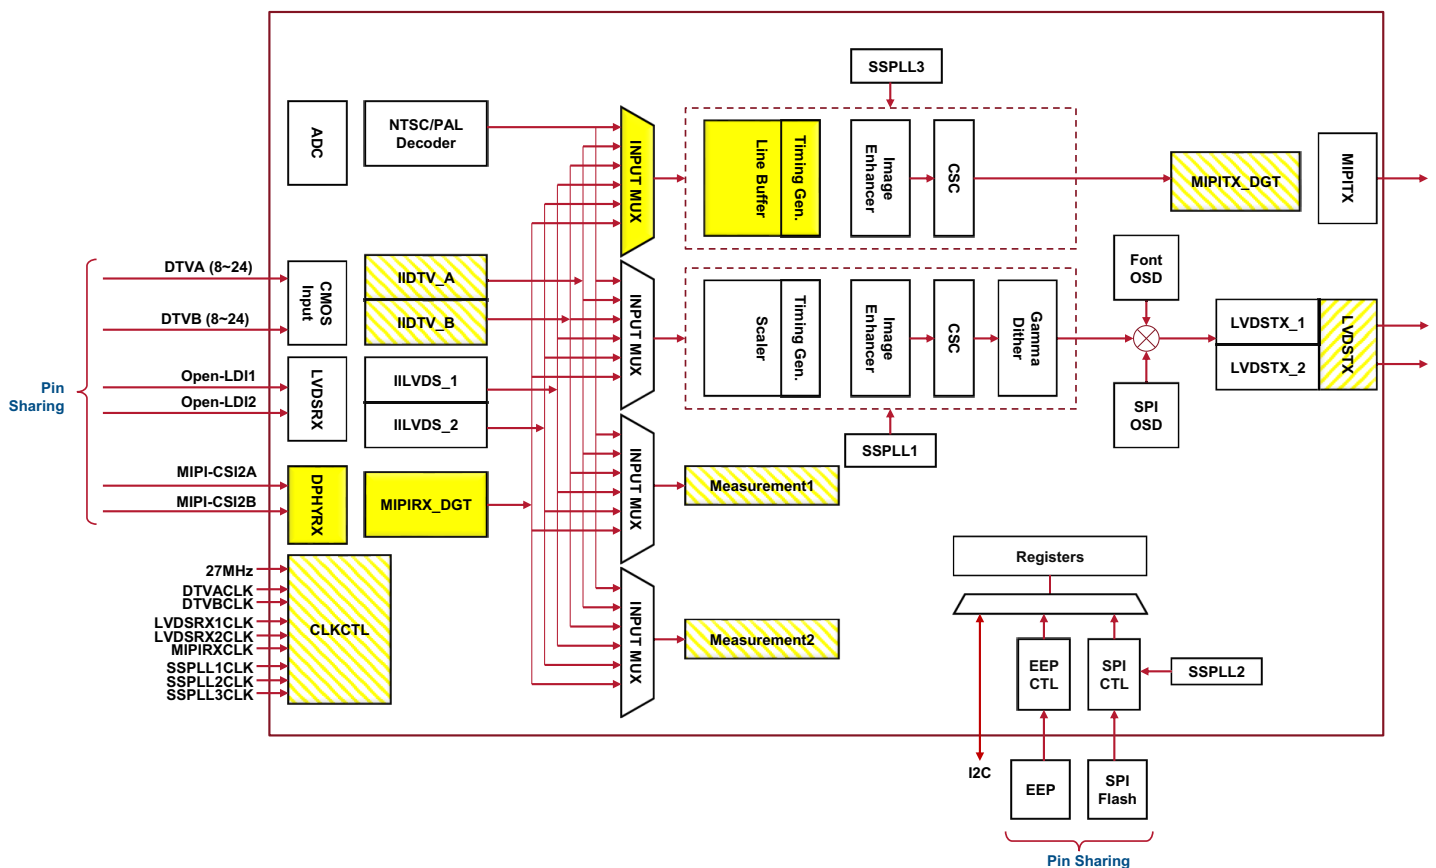 SSPLL3
ADC
NTSC/PAL
Decoder
INPUT MUX
Line Buffer
Timing Gen.
Image
Enhancer
CSC
MIPITX_DGT
MIPITX
DTVA (8~24)
DTVB (8~24)
CMOS
Input
IIDTV_A
IIDTV_B
INPUT MUX
Scaler
Timing Gen.
Image
Enhancer
CSC
Gamma
Dither
Font
OSD
SPI
OSD
LVDSTX_1
LVDSTX_2
LVDSTX
Pin
Sharing
Open-LDI1
Open-LDI2
LVDSRX
IILVDS_1
IILVDS_2
SSPLL1
MIPI-CSI2A
MIPI-CSI2B
DPHYRX
MIPIRX_DGT
INPUT MUX
Measurement1
27MHz
DTVACLK
DTVBCLK
LVDSRX1CLK
LVDSRX2CLK
MIPIRXCLK
SSPLL1CLK
SSPLL2CLK
SSPLL3CLK
CLKCTL
INPUT MUX
Measurement2
Registers
EEP
CTL
SPI
CTL
SSPLL2
I2C
EEP
SPI
Flash
Pin Sharing